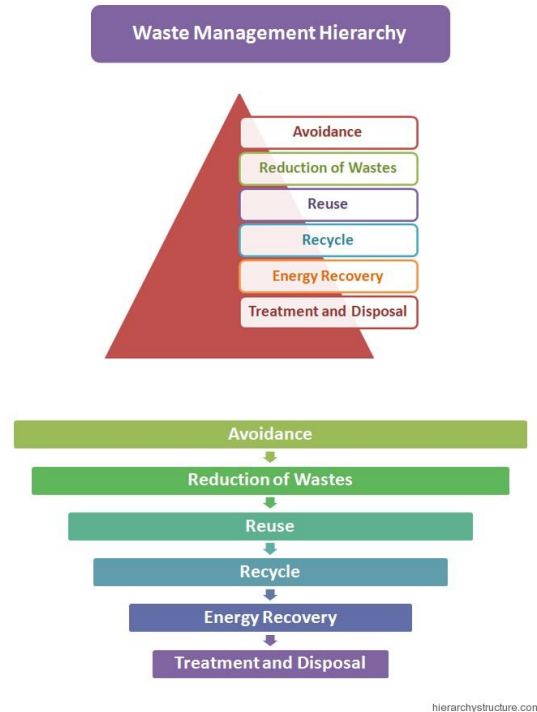 Waste Management Hierarchy
Avoidance
Reduction of Wastes
Reuse
Recycle
Energy Recovery
Treatment and Disposal
Avoidance
Reduction of Wastes
Reuse
Recycle
Energy Recovery
Treatment and Disposal
hierarchystructure.com